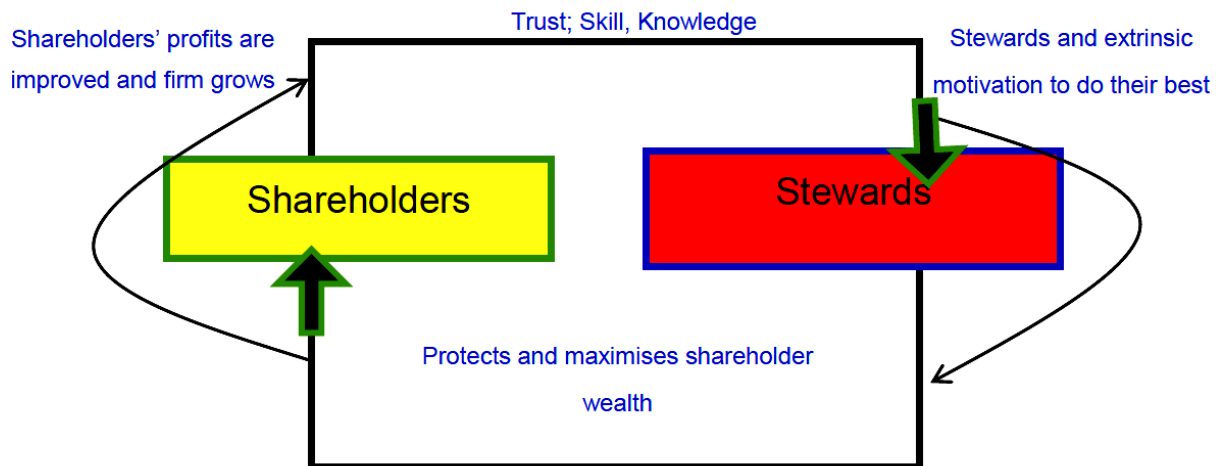 Trust; Skill, Knowledge
Shareholders’ profits are
improved and firm grows
Stewards and extrinsic
motivation to do their best
Shareholders
Stewards
Protects and maximises shareholder
wealth